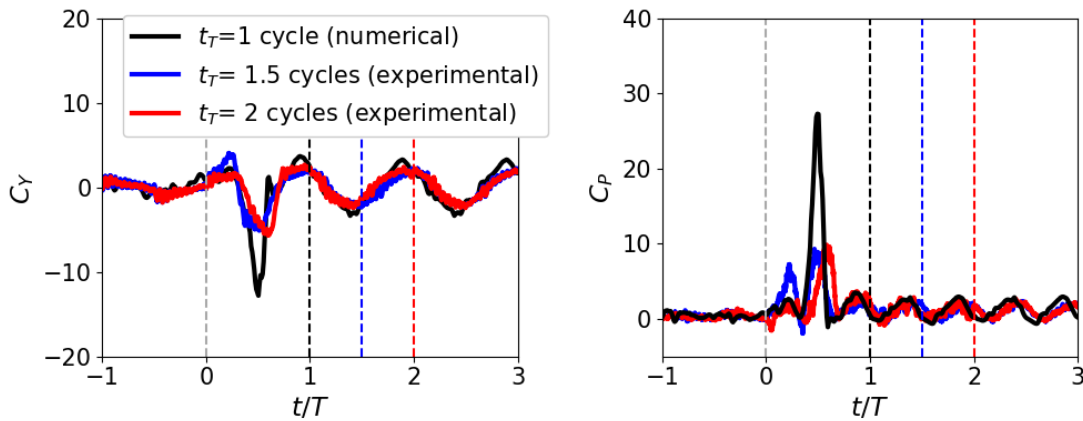 20
10
0
−10
−20
C_Y
t_T=1 cycle (numerical)
t_T= 1.5 cycles (experimental)
t_T= 2 cycles (experimental)
−1 0 1 2 3
t/T
40
30
20
10
0
C_P
−1 0 1 2 3
t/T